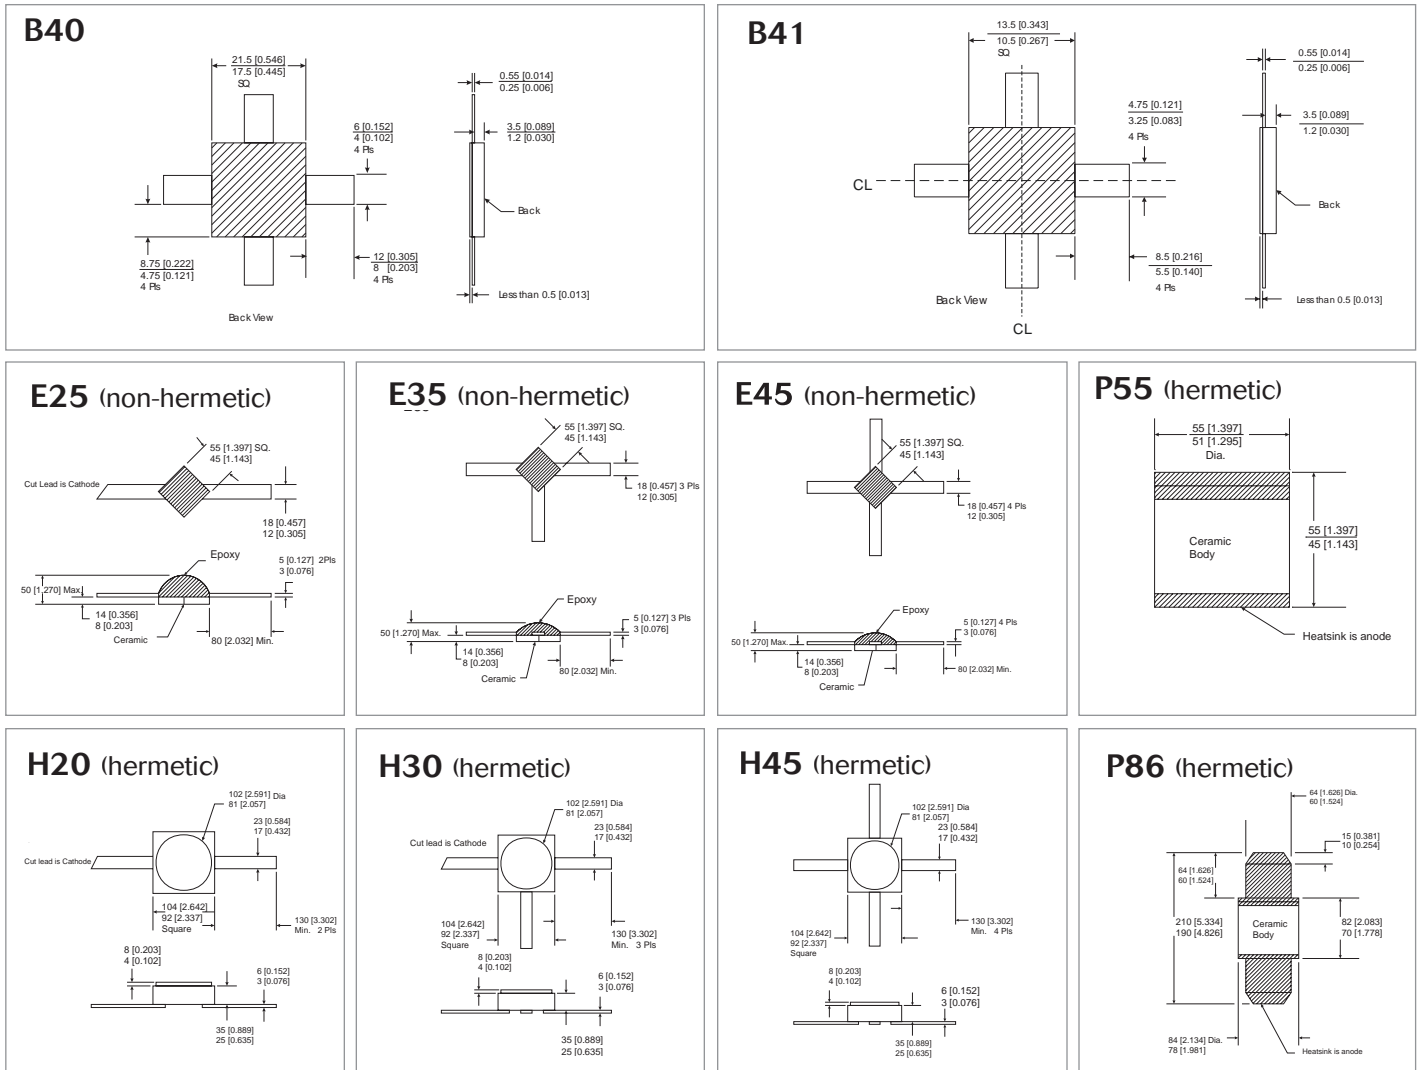 B40
21.5 [0.546]
17.5 [0.445]
SQ
0.55 [0.014]
0.25 [0.006]
6 [0.152]
4 [0.102]
4 Pls
3.5 [0.089]
1.2 [0.030]
Back
8.75 [0.222]
4.75 [0.121]
4 Pls
12 [0.305]
8 [0.203]
4 Pls
Less than 0.5 [0.013]
Back View
B41
13.5 [0.343]
10.5 [0.267]
SQ
0.55 [0.014]
0.25 [0.006]
4.75 [0.121]
3.25 [0.083]
4 Pls
3.5 [0.089]
1.2 [0.030]
CL
Back
8.5 [0.216]
5.5 [0.140]
4 Pls
Back View
Less than 0.5 [0.013]
CL
E25 (non-hermetic)
55 [1.397] SQ.
45 [1.143]
Cut Lead is Cathode
18 [0.457]
12 [0.305]
Epoxy
5 [0.127] 2Pls
3 [0.076]
50 [1.270] Max.
14 [0.356]
8 [0.203]
Ceramic
80 [2.032] Min.
E35 (non-hermetic)
55 [1.397] SQ.
45 [1.143]
18 [0.457] 3 Pls
12 [0.305]
Epoxy
5 [0.127] 3 Pls
3 [0.076]
50 [1.270] Max.
14 [0.356]
8 [0.203]
80 [2.032] Min.
Ceramic
E45 (non-hermetic)
55 [1.397] SQ.
45 [1.143]
18 [0.457] 4 Pls
12 [0.305]
Epoxy
5 [0.127] 4 Pls
3 [0.076]
50 [1.270] Max.
14 [0.356]
8 [0.203]
80 [2.032] Min.
Ceramic
P55 (hermetic)
55 [1.397]
51 [1.295]
Dia.
Ceramic
Body
55 [1.397]
45 [1.143]
Heatsink is anode
H20 (hermetic)
102 [2.591] Dia
81 [2.057]
23 [0.584]
17 [0.432]
Cut lead is Cathode
104 [2.642]
92 [2.337]
Square
130 [3.302]
Min. 2 Pls
8 [0.203]
4 [0.102]
6 [0.152]
3 [0.076]
35 [0.889]
25 [0.635]
H30 (hermetic)
102 [2.591] Dia
81 [2.057]
23 [0.584]
17 [0.432]
Cut lead is Cathode
104 [2.642]
92 [2.337]
Square
130 [3.302]
Min. 3 Pls
8 [0.203]
4 [0.102]
6 [0.152]
3 [0.076]
35 [0.889]
25 [0.635]
H45 (hermetic)
102 [2.591] Dia
81 [2.057]
23 [0.584]
17 [0.432]
130 [3.302]
Min. 4 Pls
104 [2.642]
92 [2.337]
Square
8 [0.203]
4 [0.102]
6 [0.152]
3 [0.076]
35 [0.889]
25 [0.635]
P86 (hermetic)
64 [1.626] Dia.
60 [1.524]
15 [0.381]
10 [0.254]
64 [1.626]
60 [1.524]
210 [5.334]
190 [4.826]
Ceramic
Body
82 [2.083]
70 [1.778]
84 [2.134] Dia.
78 [1.981]
Heatsink is anode